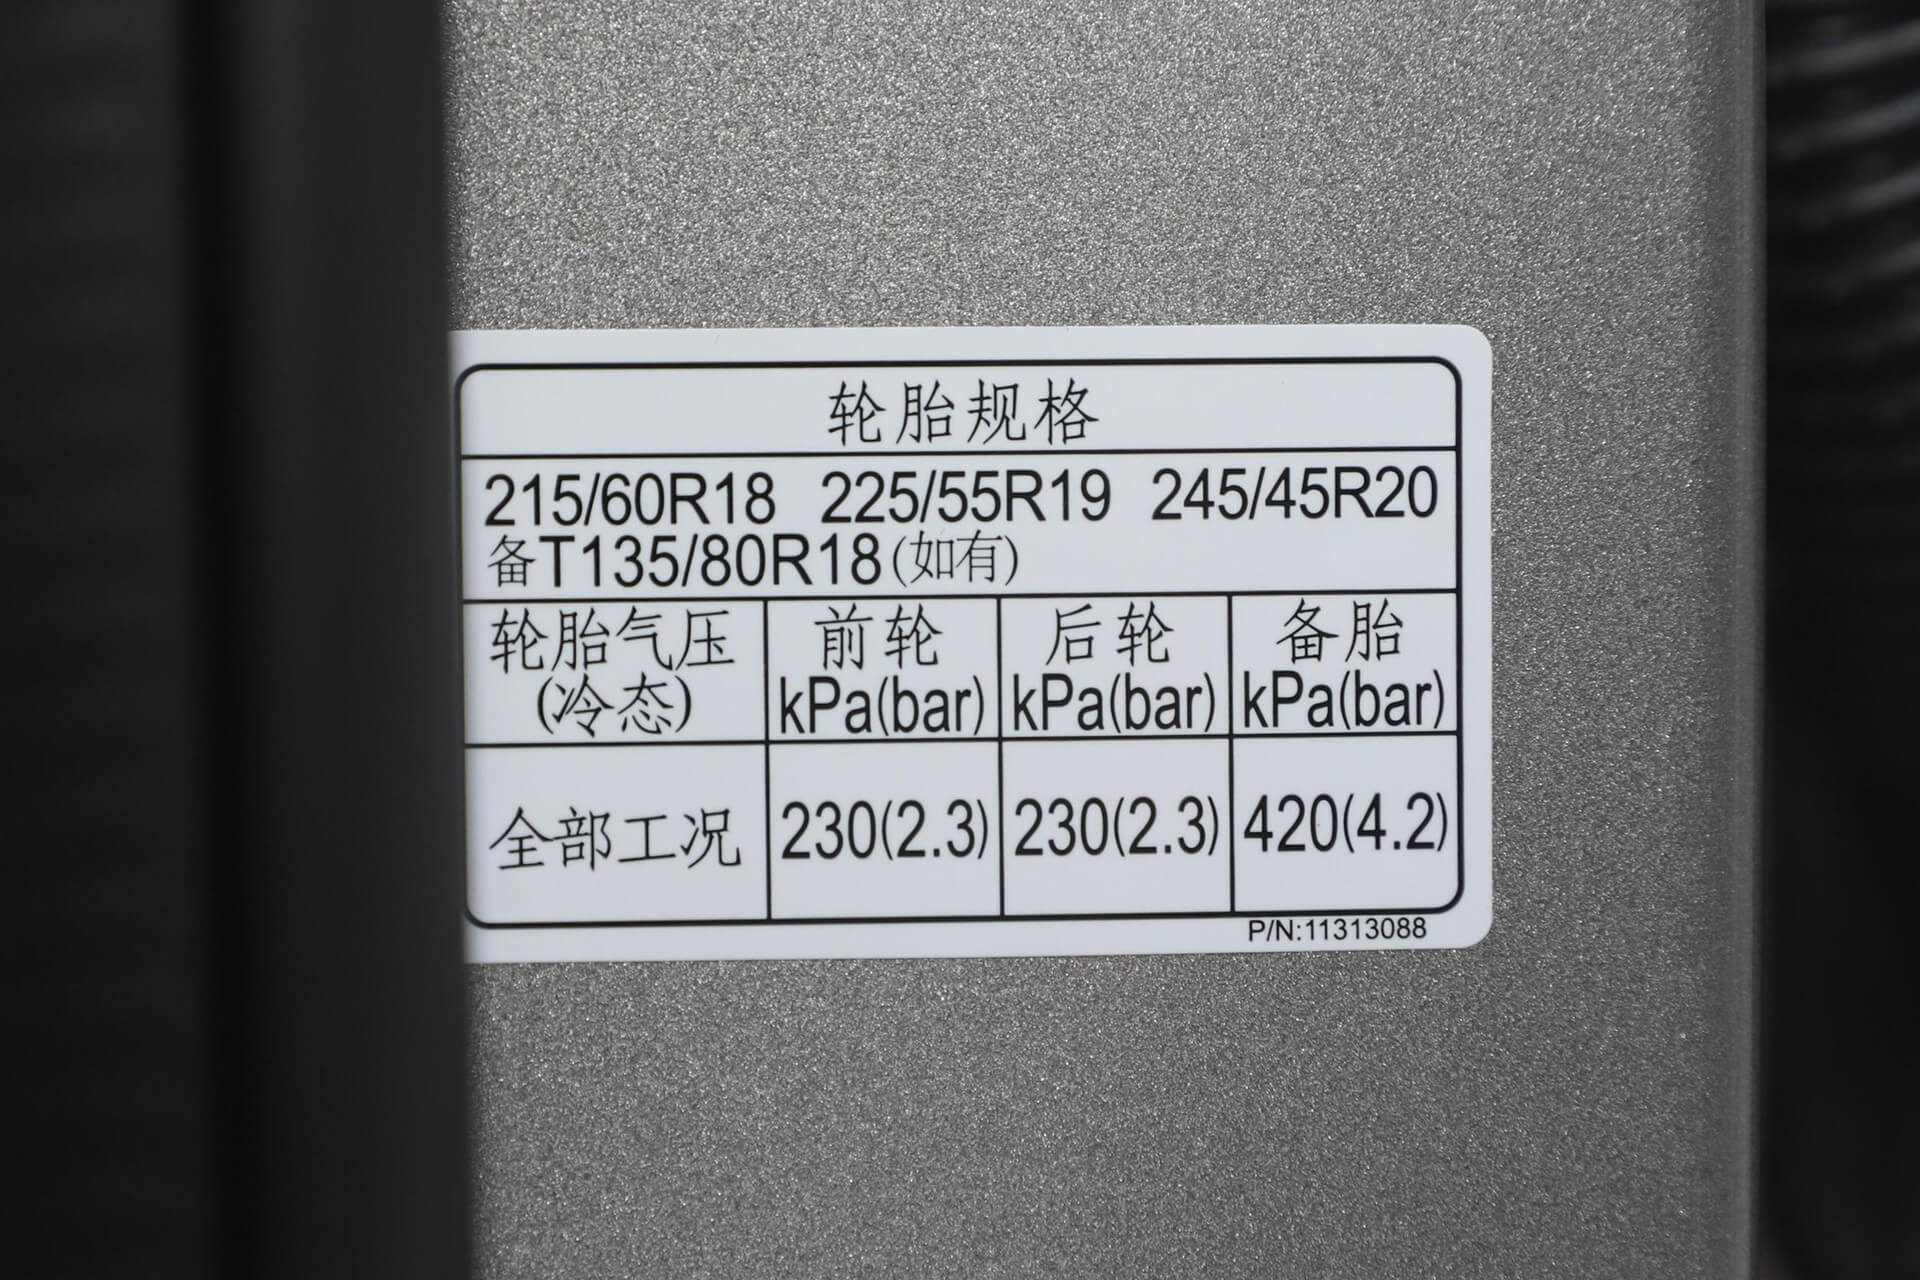 轮胎规格
215/60R18 225/55R19 245/45R20
备T135/80R18(如有)
轮胎气压 前轮 后轮 备胎
(冷态) kPa(bar) kPa(bar) kPa(bar)
全部工况 230(2.3) 230(2.3) 420(4.2)
P/N:11313088